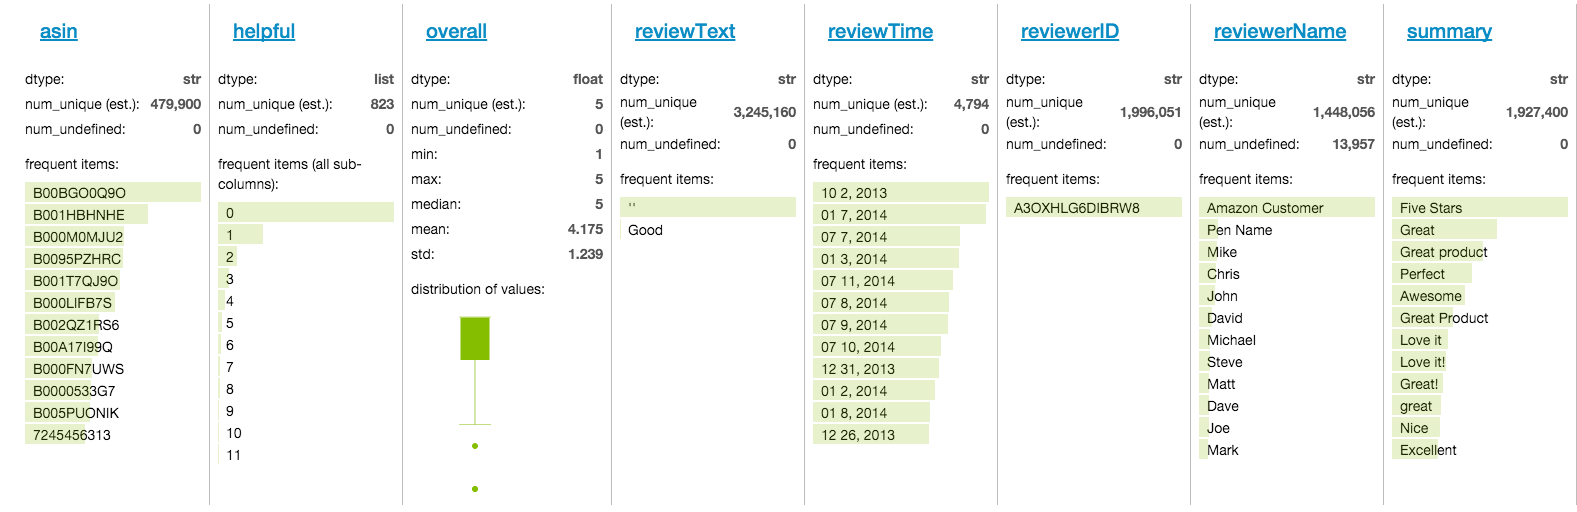 asin
dtype: str
num_unique (est.): 479,900
num_undefined: 0
frequent items:
B00BGO0Q9O
B001HBHNHE
B000M0MJU2
B0095PZHRC
B001T7QJ9O
B000LIFB7S
B002QZ1RS6
B00A17I99Q
B000FN7UWS
B0000533G7
B005PUONIK
7245456313
helpful
dtype: list
num_unique (est.): 823
num_undefined: 0
frequent items (all sub-
columns):
0
1
2
3
4
5
6
7
8
9
10
11
overall
dtype: float
num_unique (est.): 5
num_undefined: 0
min: 1
max: 5
median: 5
mean: 4.175
std: 1.239
distribution of values:
reviewText
dtype: str
num_unique
(est.): 3,245,160
num_undefined: 0
frequent items:
''
Good
reviewTime
dtype: str
num_unique (est.): 4,794
num_undefined: 0
frequent items:
10 2, 2013
01 7, 2014
07 7, 2014
01 3, 2014
07 11, 2014
07 8, 2014
07 9, 2014
07 10, 2014
12 31, 2013
01 2, 2014
01 8, 2014
12 26, 2013
reviewerID
dtype: str
num_unique
(est.): 1,996,051
num_undefined: 0
frequent items:
A3OXHLG6DIBRW8
reviewerName
dtype: str
num_unique
(est.): 1,448,056
num_undefined: 13,957
frequent items:
Amazon Customer
Pen Name
Mike
Chris
John
David
Michael
Steve
Matt
Dave
Joe
Mark
summary
dtype: str
num_unique
(est.): 1,927,400
num_undefined: 0
frequent items:
Five Stars
Great
Great product
Perfect
Awesome
Great Product
Love it
Love it!
Great!
great
Nice
Excellent